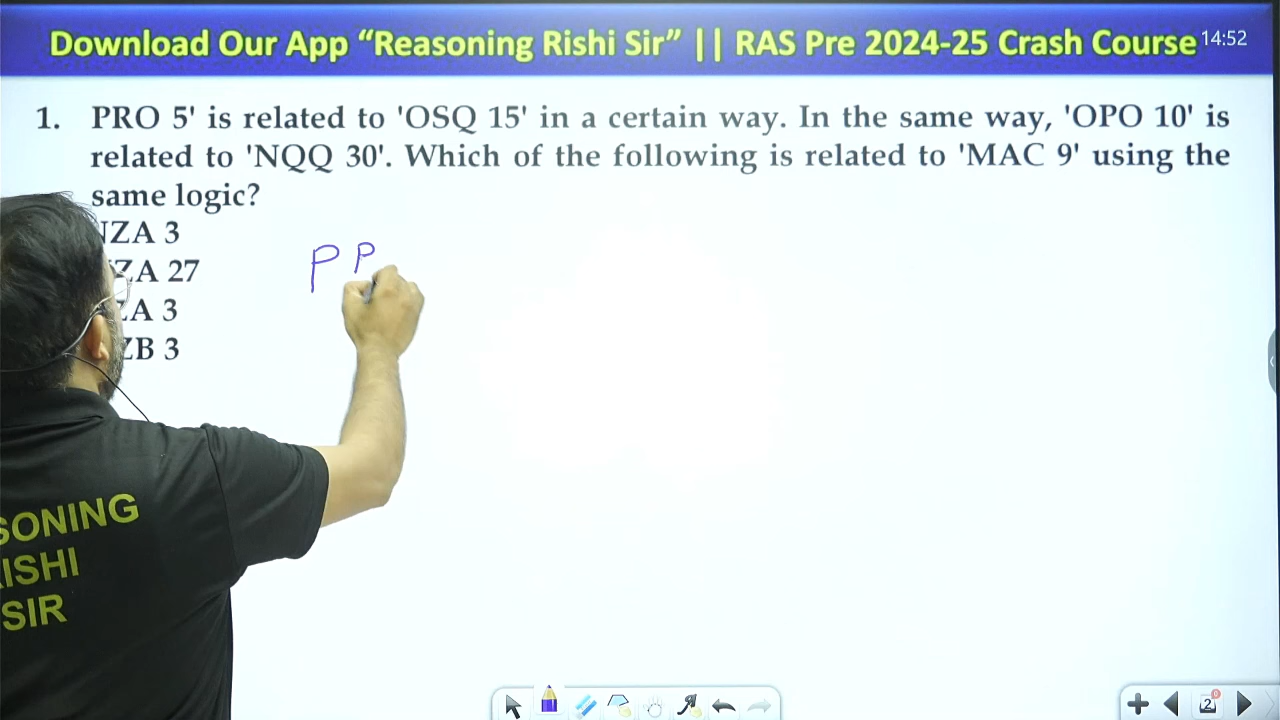 Download Our App “Reasoning Rishi Sir” || RAS Pre 2024-25 Crash Course 14:52
1. PRO 5' is related to 'OSQ 15' in a certain way. In the same way, 'OPO 10' is
related to 'NQQ 30'. Which of the following is related to 'MAC 9' using the
same logic?
ZA 3
ZA 27
A 3
ZB 3
P P
SONING
RISHI
SIR
2